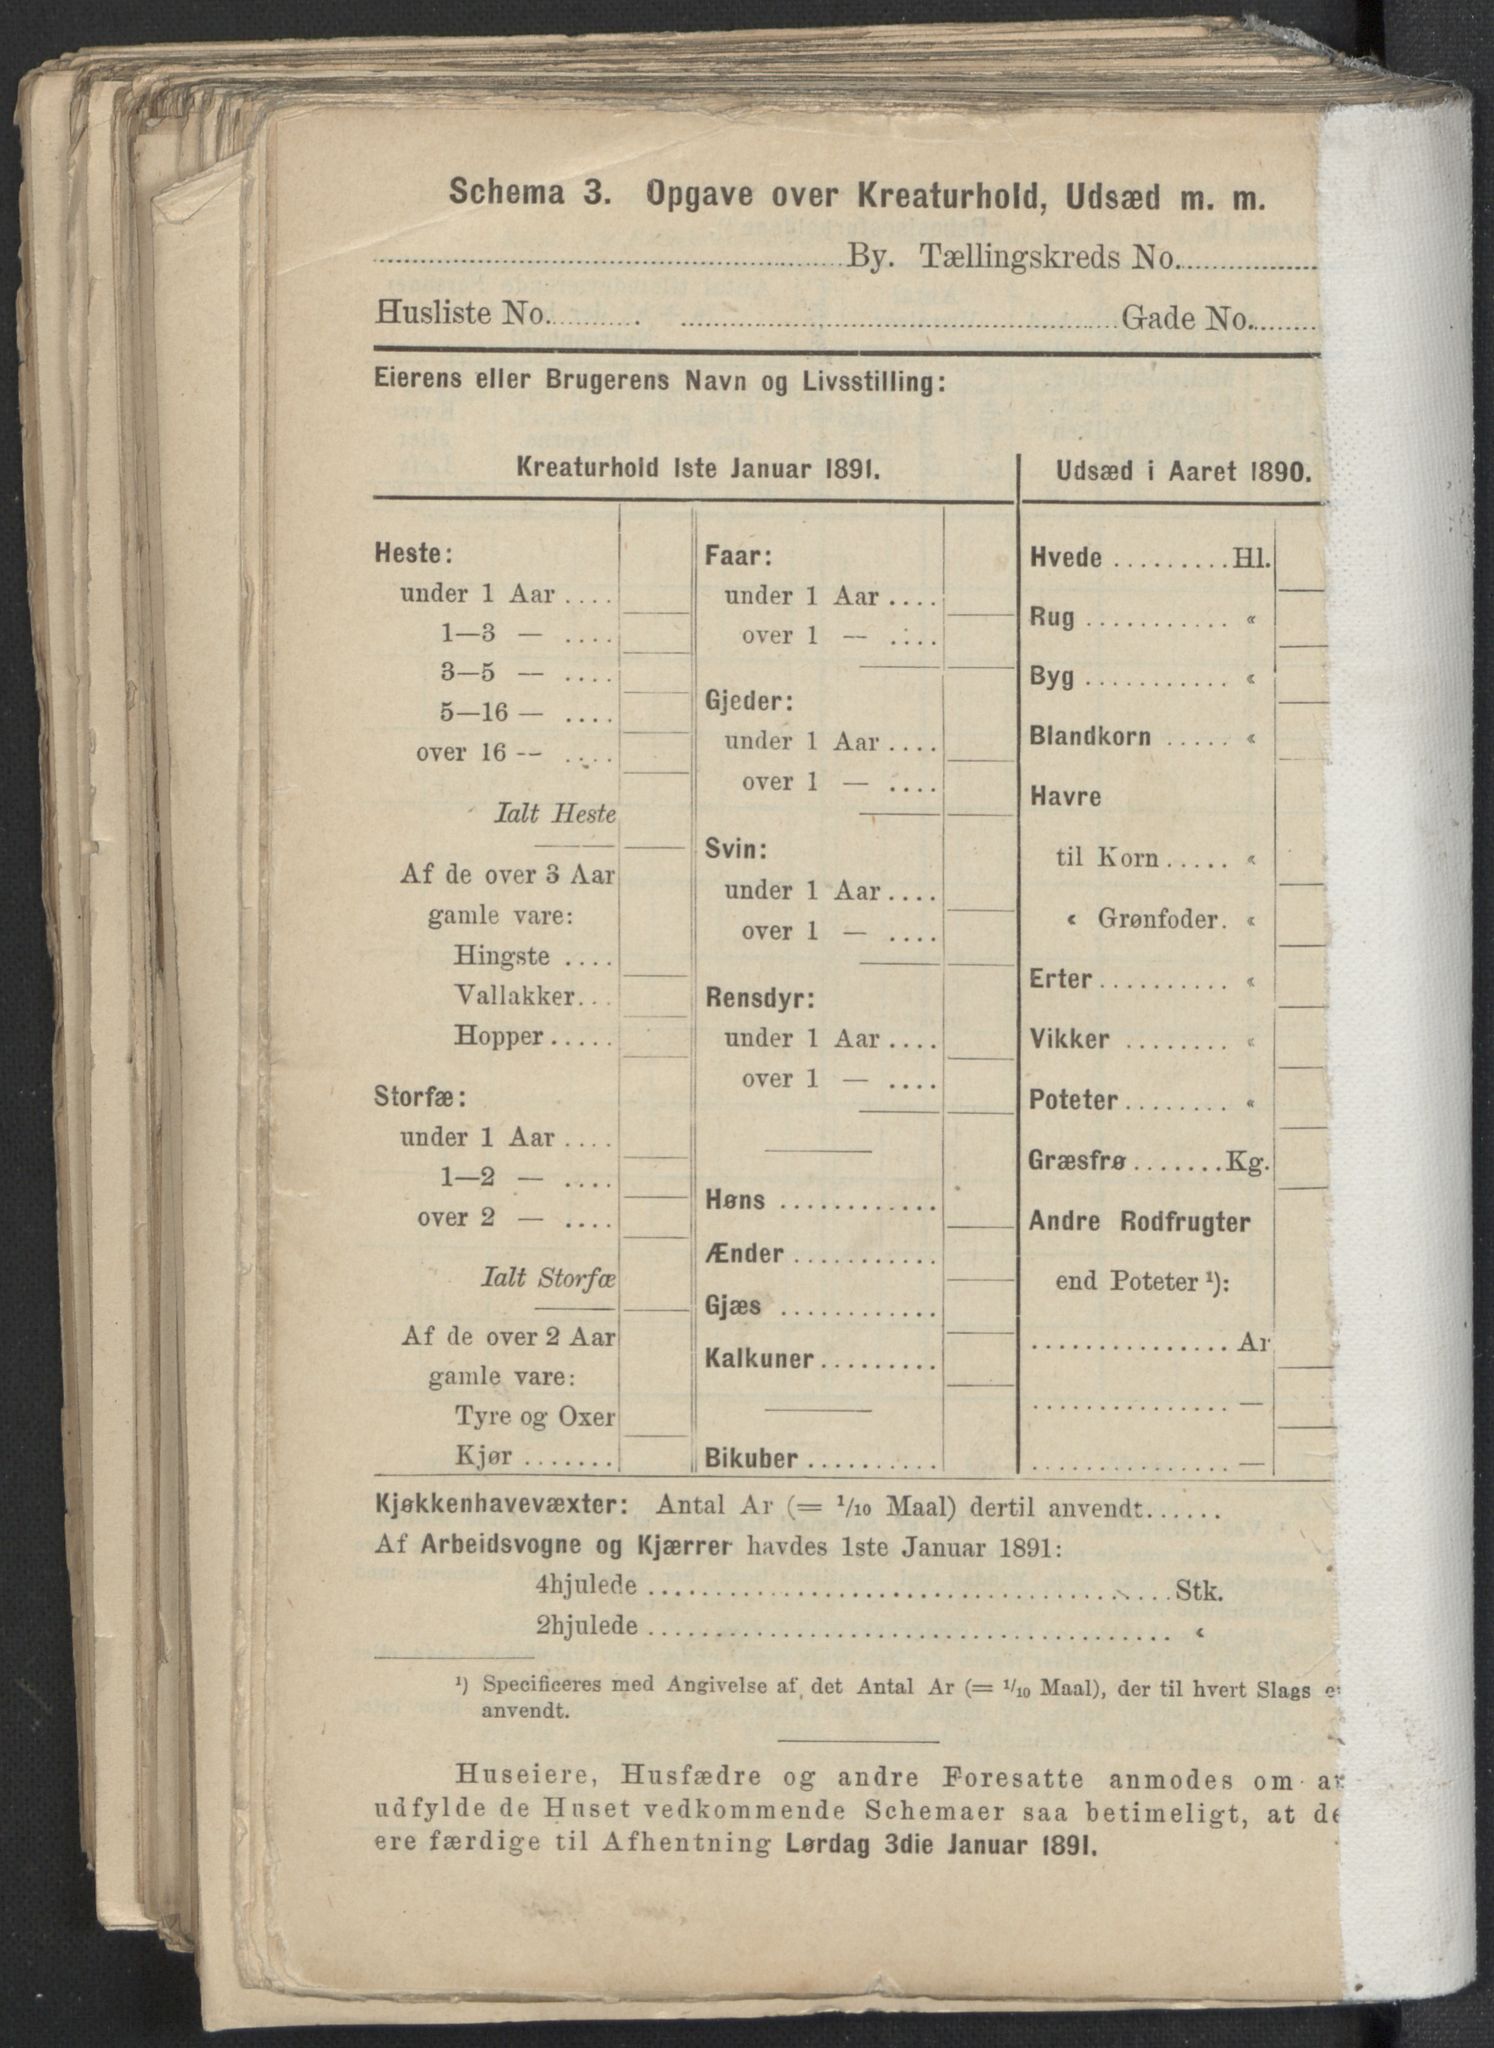 Schema 3. Opgave over Kreaturhold, Udsæd m. m.
By. Tællingskreds No.
Husliste No. Gade No.
Eierens eller Brugerens Navn og Livsstilling:
Kreaturhold 1ste Januar 1891.
Heste:
under 1 Aar ....
1—3 — ....
3—5 — ....
5—16 — ....
over 16 — ....
Ialt Heste
Af de over 3 Aar
gamle vare:
Hingste ....
Vallakker...
Hopper.....
Storfæ:
under 1 Aar ....
1—2 — ....
over 2 — ....
Ialt Storfæ
Af de over 2 Aar
gamle vare:
Tyre og Oxer
Kjør .......
Faar:
under 1 Aar ....
over 1 — ....
Gjeder:
under 1 Aar ....
over 1 — ....
Svin:
under 1 Aar ....
over 1 — ....
Rensdyr:
under 1 Aar ....
over 1 — ....
Høns ............
Ænder ...........
Gjæs ............
Kalkuner.........
Bikuber ..........
Udsæd i Aaret 1890.
Hvede .........Hl.
Rug ........... «
Byg ........... «
Blandkorn ..... «
Havre
til Korn ..... «
« Grønfoder. «
Erter.......... «
Vikker ........ «
Poteter........ «
Græsfrø .......Kg.
Andre Rodfrugter
end Poteter ¹):
............... Ar
............... —
............... —
Kjøkkenhavevæxter: Antal Ar (= 1/10 Maal) dertil anvendt......
Af Arbeidsvogne og Kjærrer havdes 1ste Januar 1891:
4hjulede ........................................ Stk.
2hjulede ........................................ «
¹) Specificeres med Angivelse af det Antal Ar (= 1/10 Maal), der til hvert Slags
anvendt.
Huseiere, Husfædre og andre Foresatte anmodes om
udfylde de Huset vedkommende Schemaer saa betimeligt, at
ere færdige til Afhentning Lørdag 3die Januar 1891.